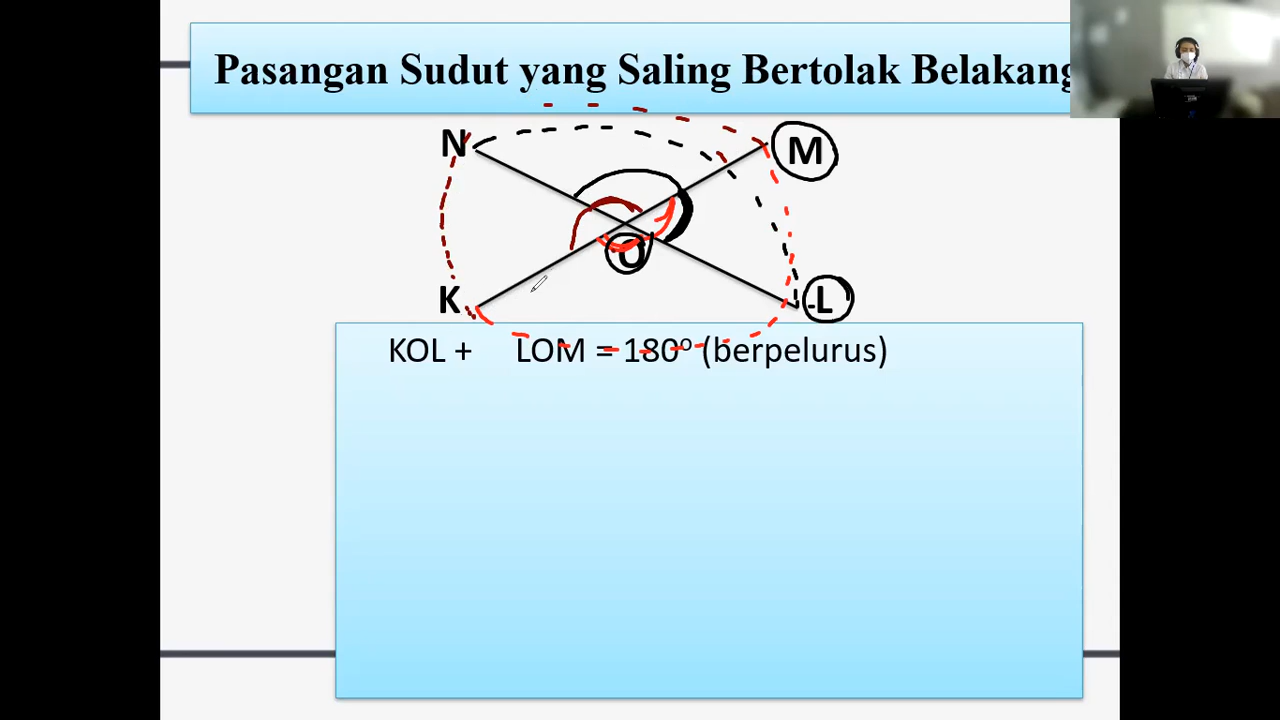 Pasangan Sudut yang Saling Bertolak Belakang
N
M
O
K
L
KOL + LOM = 180º (berpelurus)